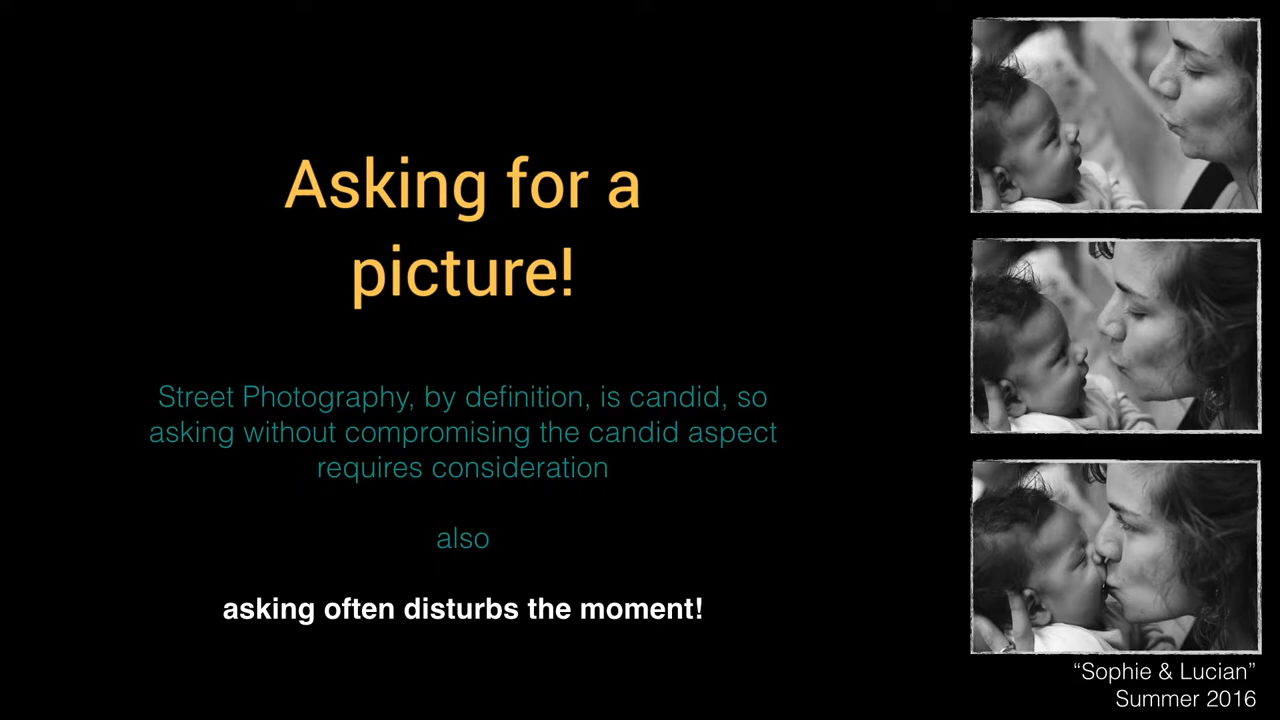 Asking for a
picture!
Street Photography, by definition, is candid, so
asking without compromising the candid aspect
requires consideration
also
asking often disturbs the moment!
“Sophie & Lucian”
Summer 2016